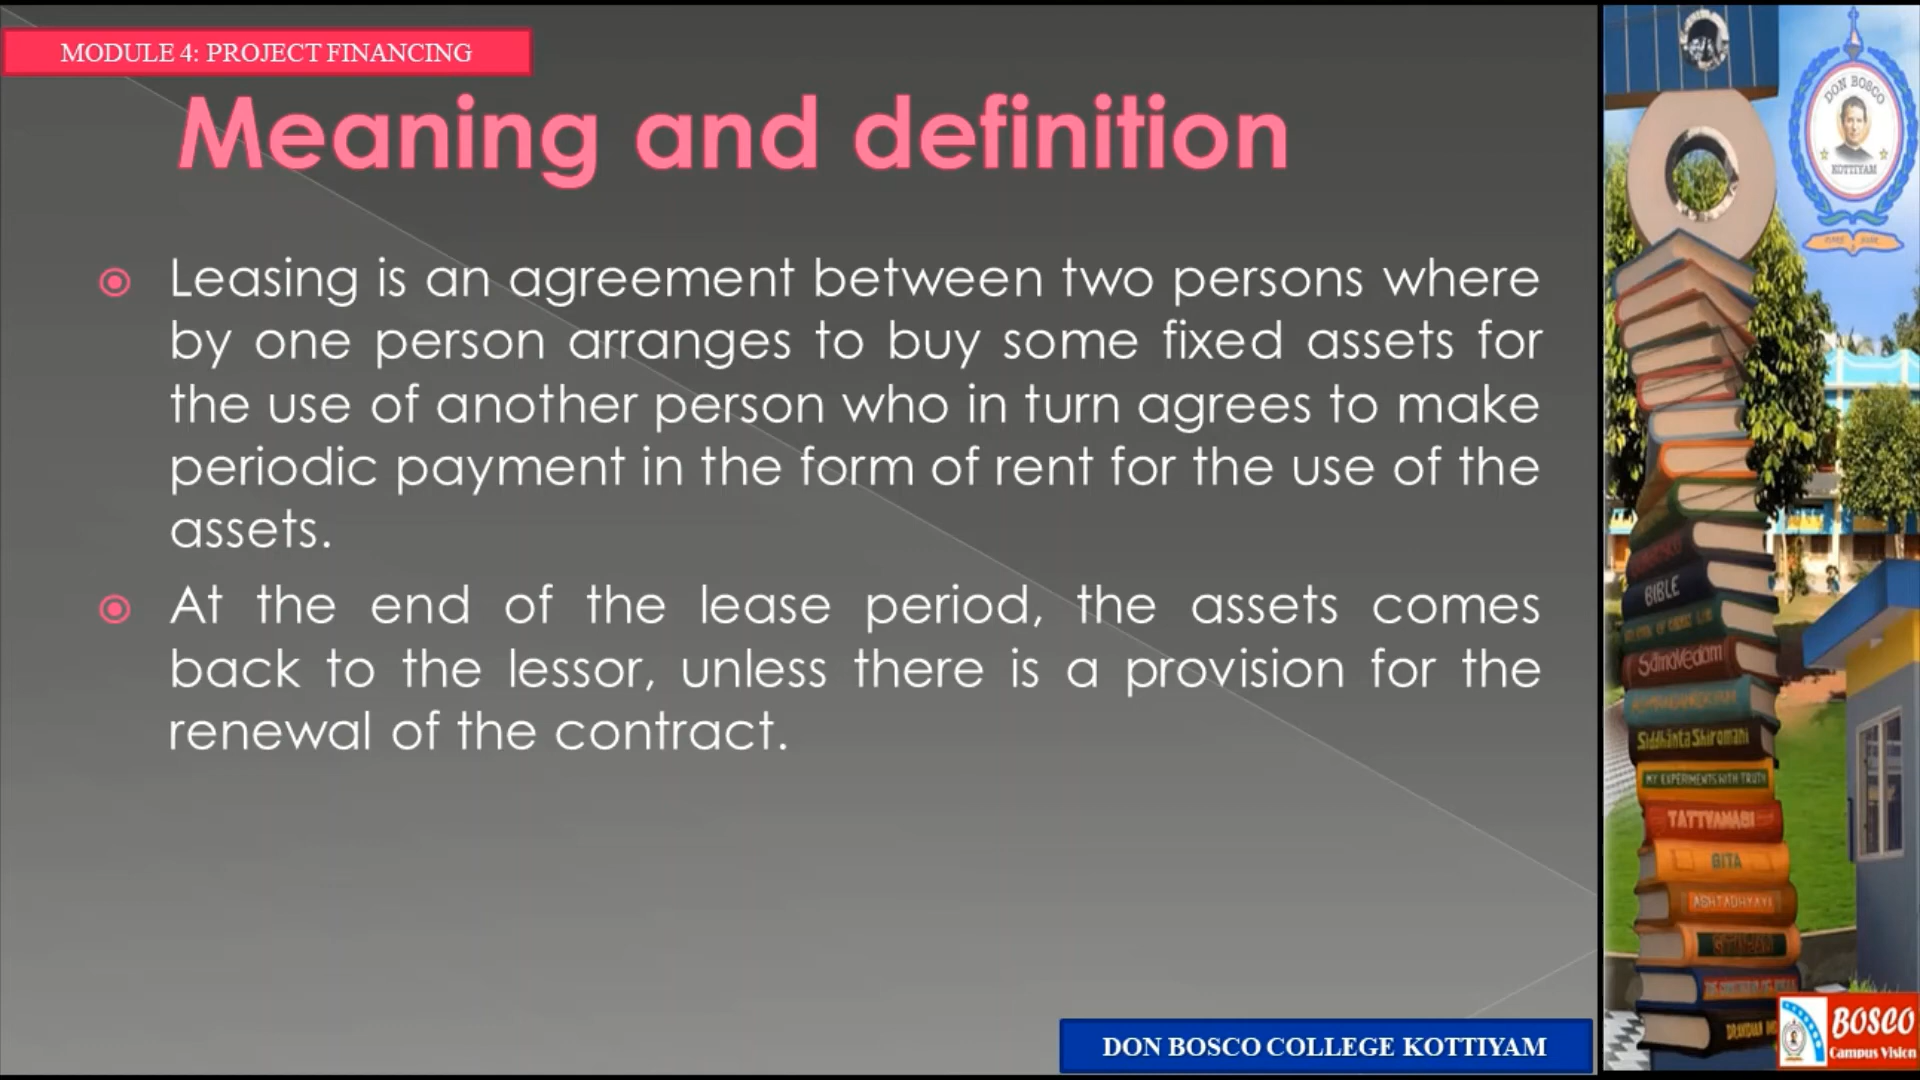 MODULE 4: PROJECT FINANCING
Meaning and definition
Leasing is an agreement between two persons where
by one person arranges to buy some fixed assets for
the use of another person who in turn agrees to make
periodic payment in the form of rent for the use of the
assets.
At the end of the lease period, the assets comes
back to the lessor, unless there is a provision for the
renewal of the contract.
DON BOSCO COLLEGE KOTTIYAM
DON BOSCO
KOTTIYAM
BIBLE
Siddhanta Shiromani
MY EXPERIMENTS WITH TRUTH
GITA
ASHTADHYAYI
BOSCO
Campus Vision